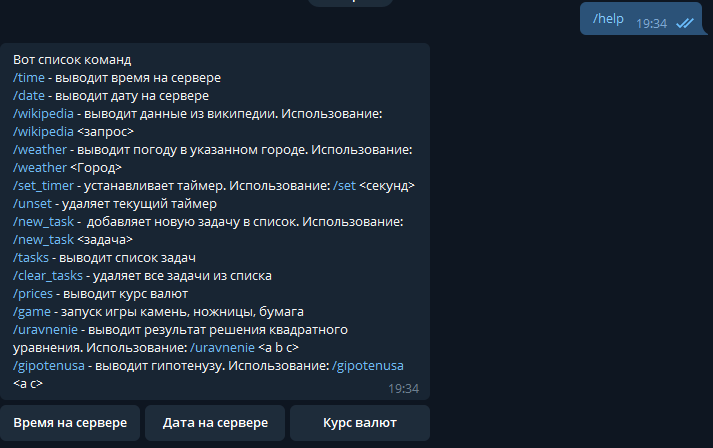 /help 19:34
Вот список команд
/time - выводит время на сервере
/date - выводит дату на сервере
/wikipedia - выводит данные из википедии. Использование:
/wikipedia <запрос>
/weather - выводит погоду в указанном городе. Использование:
/weather <Город>
/set_timer - устанавливает таймер. Использование: /set <секунд>
/unset - удаляет текущий таймер
/new_task -  добавляет новую задачу в список. Использование:
/new_task <задача>
/tasks - выводит список задач
/clear_tasks - удаляет все задачи из списка
/prices - выводит курс валют
/game - запуск игры камень, ножницы, бумага
/uravnenie - выводит результат решения квадратного
уравнения. Использование: /uravnenie <a b c>
/gipotenusa - выводит гипотенузу. Использование: /gipotenusa
<a c>
19:34
Время на сервере Дата на сервере Курс валют